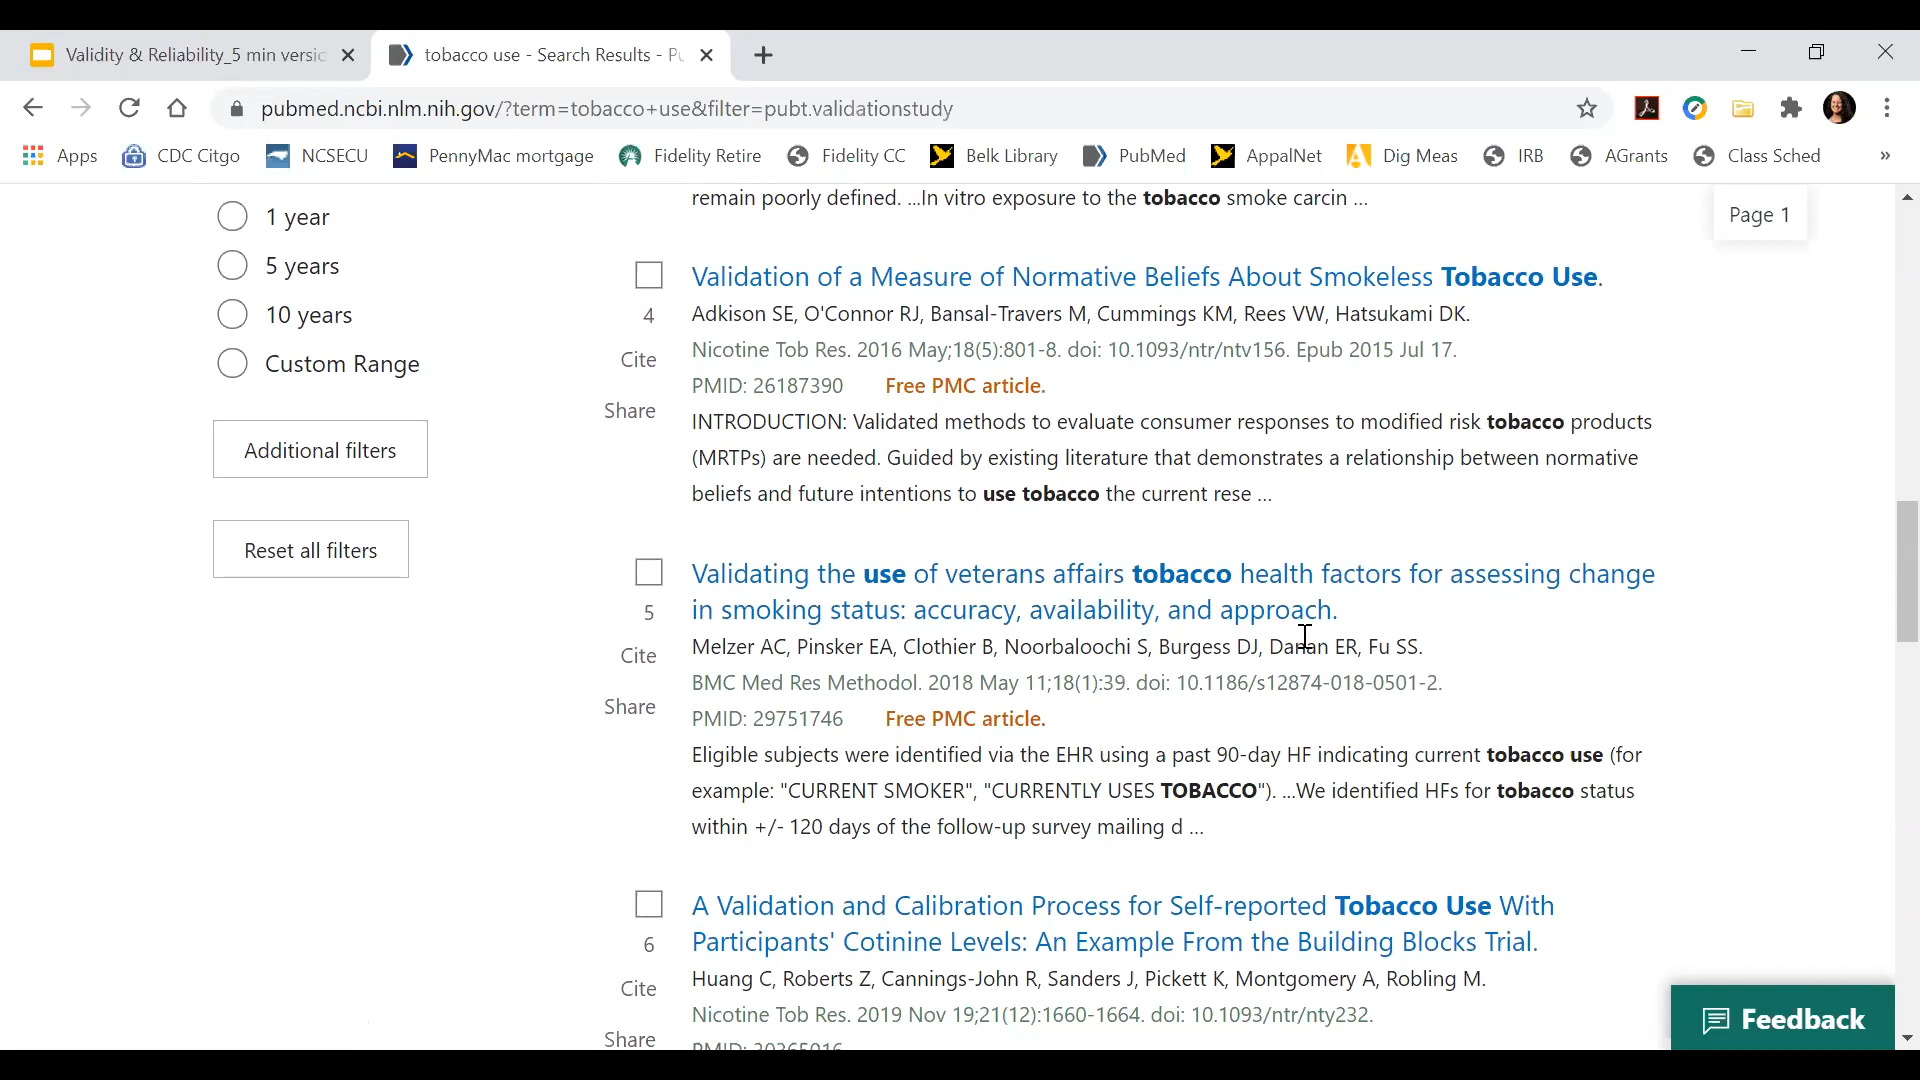 Validity & Reliability_5 min versic
tobacco use - Search Results - Pu
pubmed.ncbi.nlm.nih.gov/?term=tobacco+use&filter=pubt.validationstudy
Apps CDC Citgo NCSECU PennyMac mortgage Fidelity Retire Fidelity CC Belk Library PubMed AppalNet Dig Meas IRB AGrants Class Sched »
remain poorly defined. ...In vitro exposure to the tobacco smoke carcin ...
Page 1
1 year
5 years
10 years
Custom Range
Additional filters
Reset all filters
Validation of a Measure of Normative Beliefs About Smokeless Tobacco Use.
4
Adkison SE, O'Connor RJ, Bansal-Travers M, Cummings KM, Rees VW, Hatsukami DK.
Cite
Nicotine Tob Res. 2016 May;18(5):801-8. doi: 10.1093/ntr/ntv156. Epub 2015 Jul 17.
PMID: 26187390 Free PMC article.
Share
INTRODUCTION: Validated methods to evaluate consumer responses to modified risk tobacco products
(MRTPs) are needed. Guided by existing literature that demonstrates a relationship between normative
beliefs and future intentions to use tobacco the current rese ...
Validating the use of veterans affairs tobacco health factors for assessing change
in smoking status: accuracy, availability, and approach.
5
Melzer AC, Pinsker EA, Clothier B, Noorbaloochi S, Burgess DJ, Danan ER, Fu SS.
Cite
BMC Med Res Methodol. 2018 May 11;18(1):39. doi: 10.1186/s12874-018-0501-2.
Share
PMID: 29751746 Free PMC article.
Eligible subjects were identified via the EHR using a past 90-day HF indicating current tobacco use (for
example: "CURRENT SMOKER", "CURRENTLY USES TOBACCO"). ...We identified HFs for tobacco status
within +/- 120 days of the follow-up survey mailing d ...
A Validation and Calibration Process for Self-reported Tobacco Use With
Participants' Cotinine Levels: An Example From the Building Blocks Trial.
6
Huang C, Roberts Z, Cannings-John R, Sanders J, Pickett K, Montgomery A, Robling M.
Cite
Nicotine Tob Res. 2019 Nov 19;21(12):1660-1664. doi: 10.1093/ntr/nty232.
Share
PMID: 30365016
Feedback